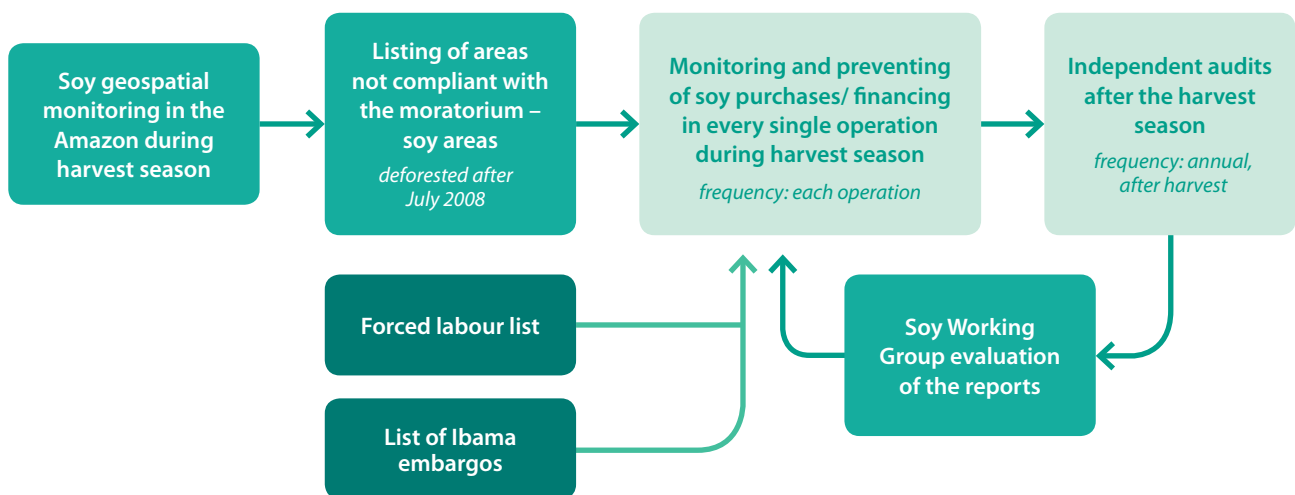 Soy geospatial
monitoring in the
Amazon during
harvest season
Listing of areas
not compliant with
the moratorium –
soy areas
deforested after
July 2008
Monitoring and preventing
of soy purchases/ financing
in every single operation
during harvest season
frequency: each operation
Independent audits
after the harvest
season
frequency: annual,
after harvest
Forced labour list
List of Ibama
embargos
Soy Working
Group evaluation
of the reports